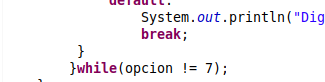 default:
System.out.println("Dig
break;
}
}while(opcion != 7);